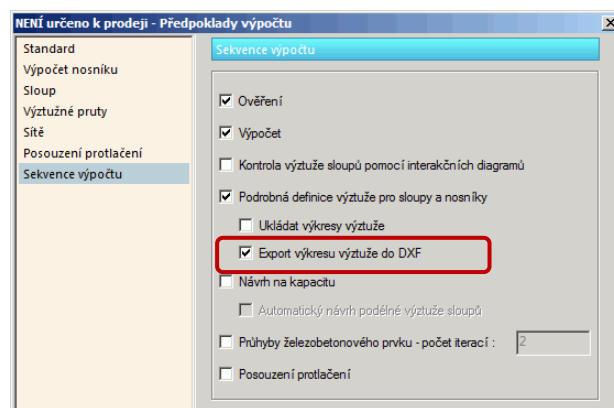 NENÍ určeno k prodeji - Předpoklady výpočtu
Standard
Výpočet nosníku
Sloup
Výztužné pruty
Sítě
Posouzení protlačení
Sekvence výpočtu
Sekvence výpočtu
Ověření
Výpočet
Kontrola výztuže sloupů pomocí interakčních diagramů
Podrobná definice výztuže pro sloupy a nosníky
Ukládat výkresy výztuže
Export výkresu výztuže do DXF
Návrh na kapacitu
Automatický návrh podélné výztuže sloupů
Průhyby železobetonového prvku - počet iterací : 2
Posouzení protlačení